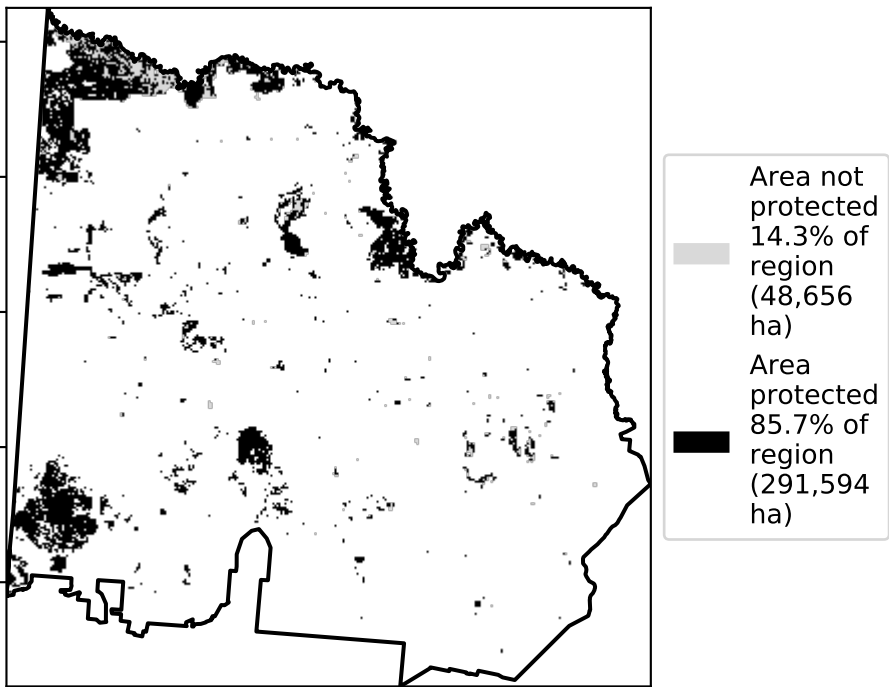 Area not
protected
14.3% of
region
(48,656
ha)
Area
protected
85.7% of
region
(291,594
ha)